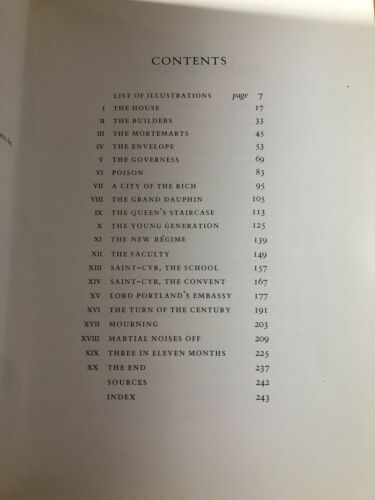 CONTENTS
LIST OF ILLUSTRATIONS page 7
I THE HOUSE 17
II THE BUILDERS 33
III THE MORTEMARTS 45
IV THE ENVELOPE 53
V THE GOVERNESS 69
VI POISON 83
VII A CITY OF THE RICH 95
VIII THE GRAND DAUPHIN 105
IX THE QUEEN'S STAIRCASE 113
X THE YOUNG GENERATION 125
XI THE NEW RÉGIME 139
XII THE FACULTY 149
XIII SAINT-CYR, THE SCHOOL 157
XIV SAINT-CYR, THE CONVENT 167
XV LORD PORTLAND'S EMBASSY 177
XVI THE TURN OF THE CENTURY 191
XVII MOURNING 203
XVIII MARTIAL NOISES OFF 209
XIX THREE IN ELEVEN MONTHS 225
XX THE END 237
SOURCES 242
INDEX 243